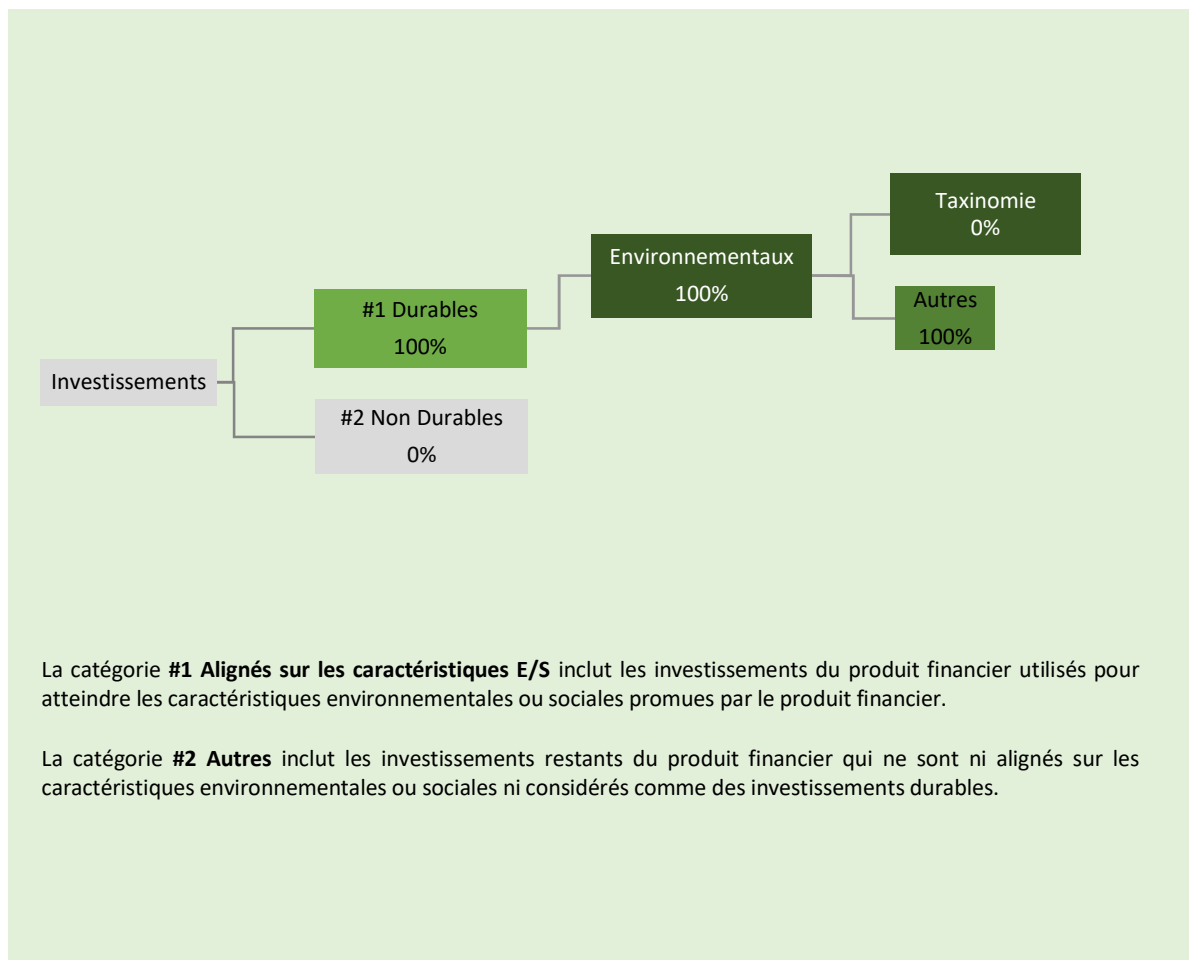 Taxinomie
0%
Environnementaux
100%
Autres
100%
#1 Durables
100%
Investissements
#2 Non Durables
0%
La catégorie #1 Alignés sur les caractéristiques E/S inclut les investissements du produit financier utilisés pour
atteindre les caractéristiques environnementales ou sociales promues par le produit financier.
La catégorie #2 Autres inclut les investissements restants du produit financier qui ne sont ni alignés sur les
caractéristiques environnementales ou sociales ni considérés comme des investissements durables.